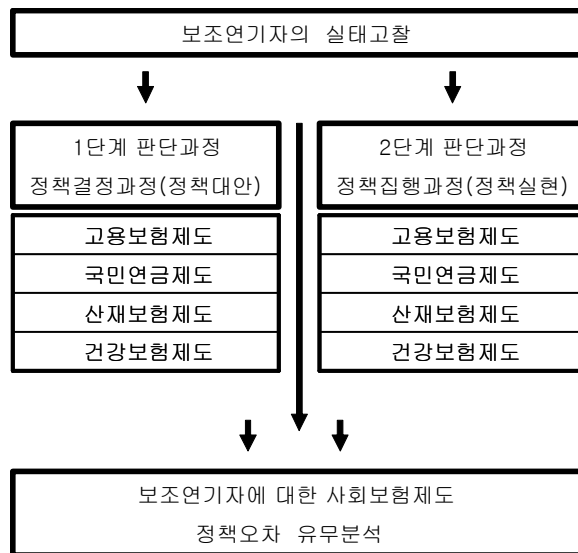 보조연기자의 실태고찰
1단계 판단과정
정책결정과정(정책대안)
고용보험제도
국민연금제도
산재보험제도
건강보험제도
2단계 판단과정
정책집행과정(정책실현)
고용보험제도
국민연금제도
산재보험제도
건강보험제도
보조연기자에 대한 사회보험제도
정책오차 유무분석